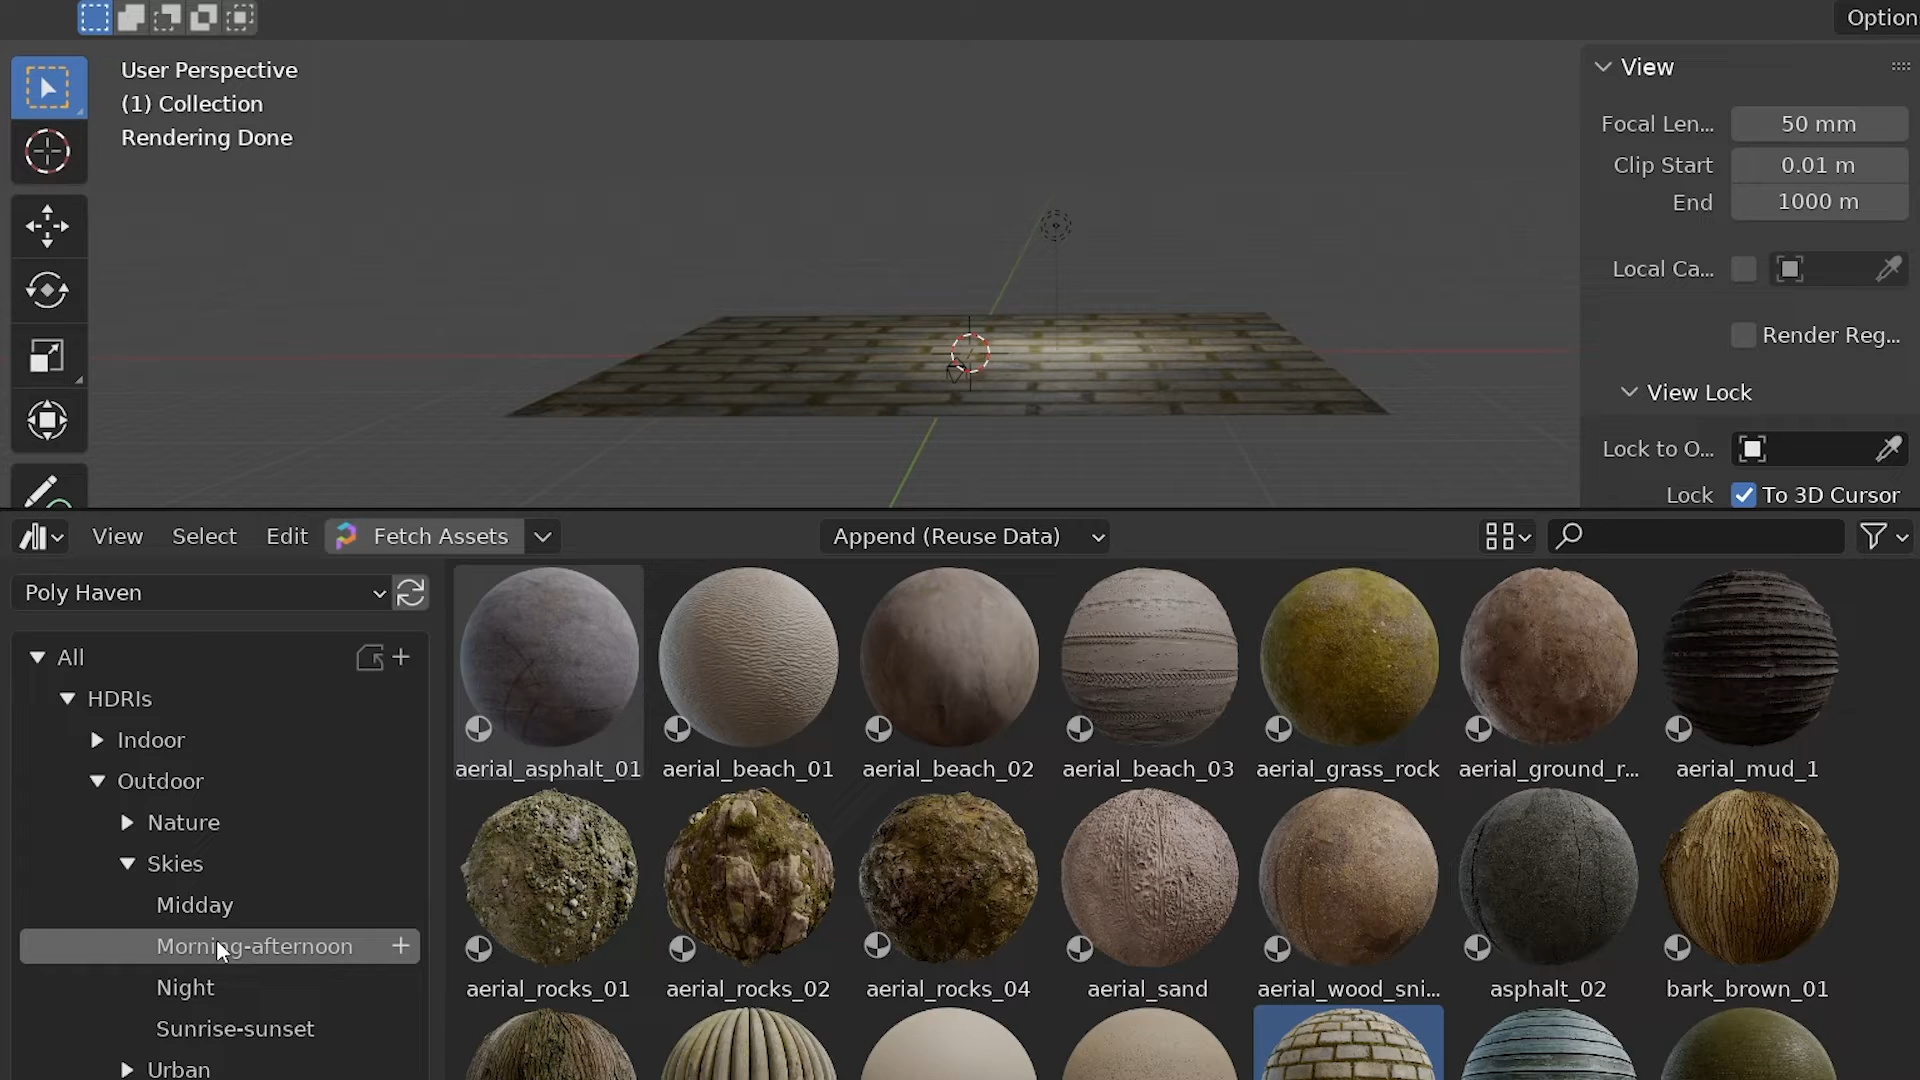 Option
User Perspective
(1) Collection
Rendering Done
View
Focal Len... 50 mm
Clip Start 0.01 m
End 1000 m
Local Ca...
Render Reg...
View Lock
Lock to O...
Lock To 3D Cursor
View Select Edit Fetch Assets Append (Reuse Data)
Poly Haven
All
HDRIs
Indoor
Outdoor
Nature
Skies
Midday
Morning-afternoon
Night
Sunrise-sunset
Urban
aerial_asphalt_01 aerial_beach_01 aerial_beach_02 aerial_beach_03 aerial_grass_rock aerial_ground_r... aerial_mud_1
aerial_rocks_01 aerial_rocks_02 aerial_rocks_04 aerial_sand aerial_wood_sni... asphalt_02 bark_brown_01